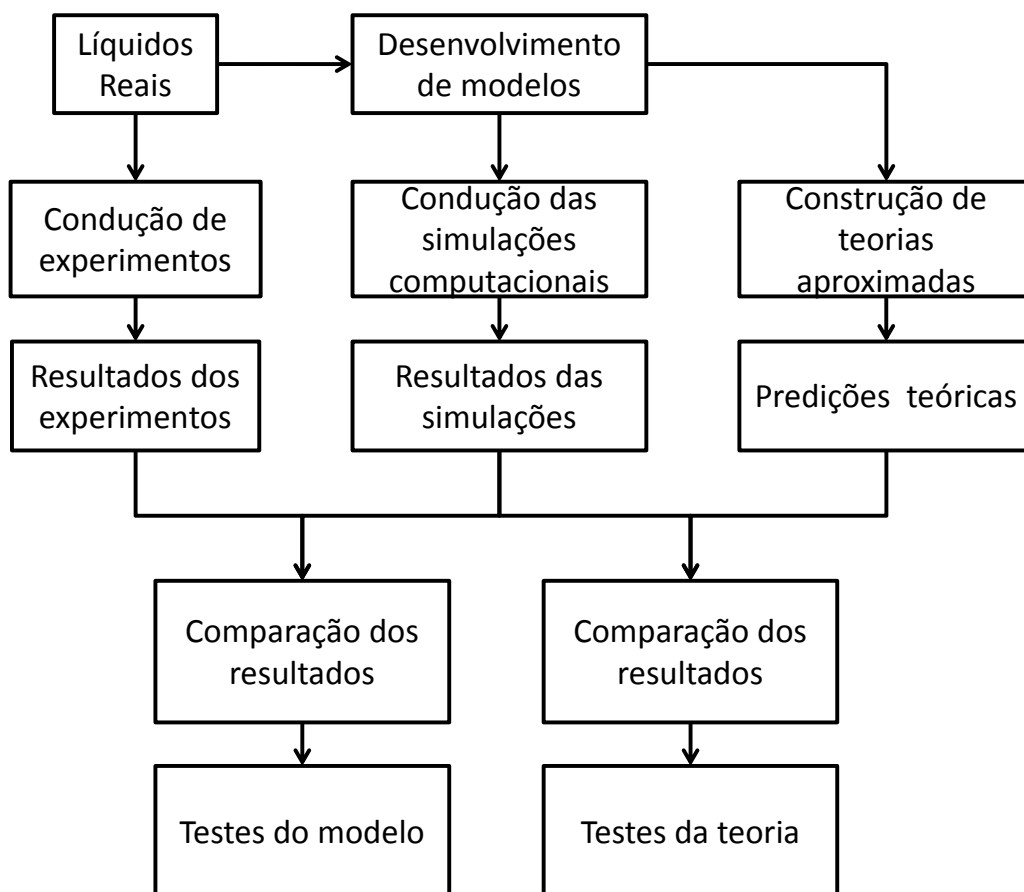 Líquidos
Reais
Desenvolvimento
de modelos
Condução de
experimentos
Condução das
simulações
computacionais
Construção de
teorias
aproximadas
Resultados dos
experimentos
Resultados das
simulações
Predições  teóricas
Comparação dos
resultados
Comparação dos
resultados
Testes do modelo
Testes da teoria